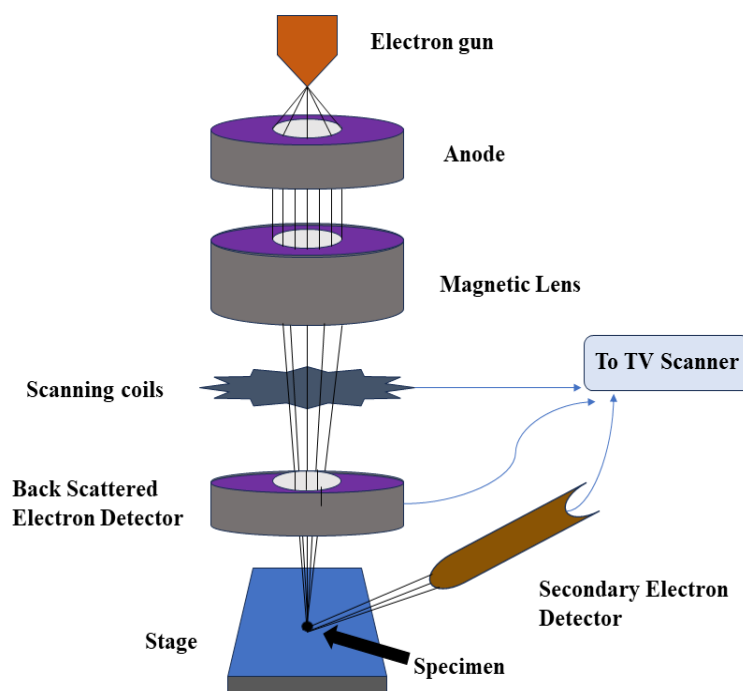 Electron gun
Anode
Magnetic Lens
To TV Scanner
Scanning coils
Back Scattered
Electron Detector
Secondary Electron
Detector
Stage
Specimen